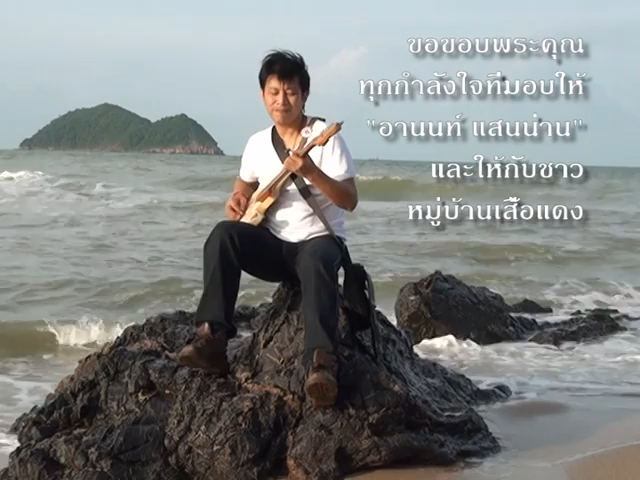 ขอขอบพระคุณ
ทุกกำลังใจที่มอบให้
"อานนท์ แสนน่าน"
และให้กับชาว
หมู่บ้านเสื้อแดง